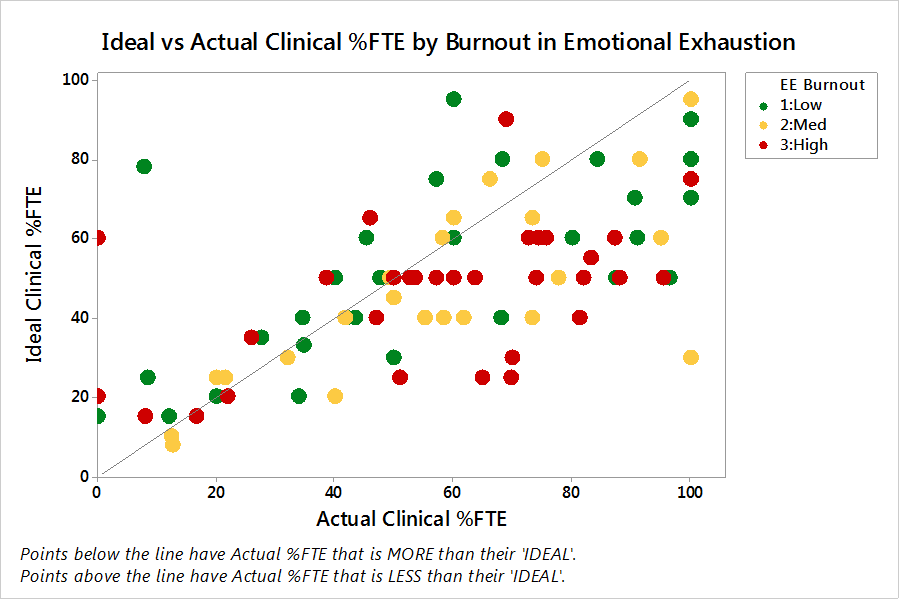 Ideal vs Actual Clinical %FTE by Burnout in Emotional Exhaustion
EE Burnout
1:Low
2:Med
3:High
100
80
60
40
20
0
Ideal Clinical %FTE
0 20 40 60 80 100
Actual Clinical %FTE
Points below the line have Actual %FTE that is MORE than their 'IDEAL'.
Points above the line have Actual %FTE that is LESS than their 'IDEAL'.